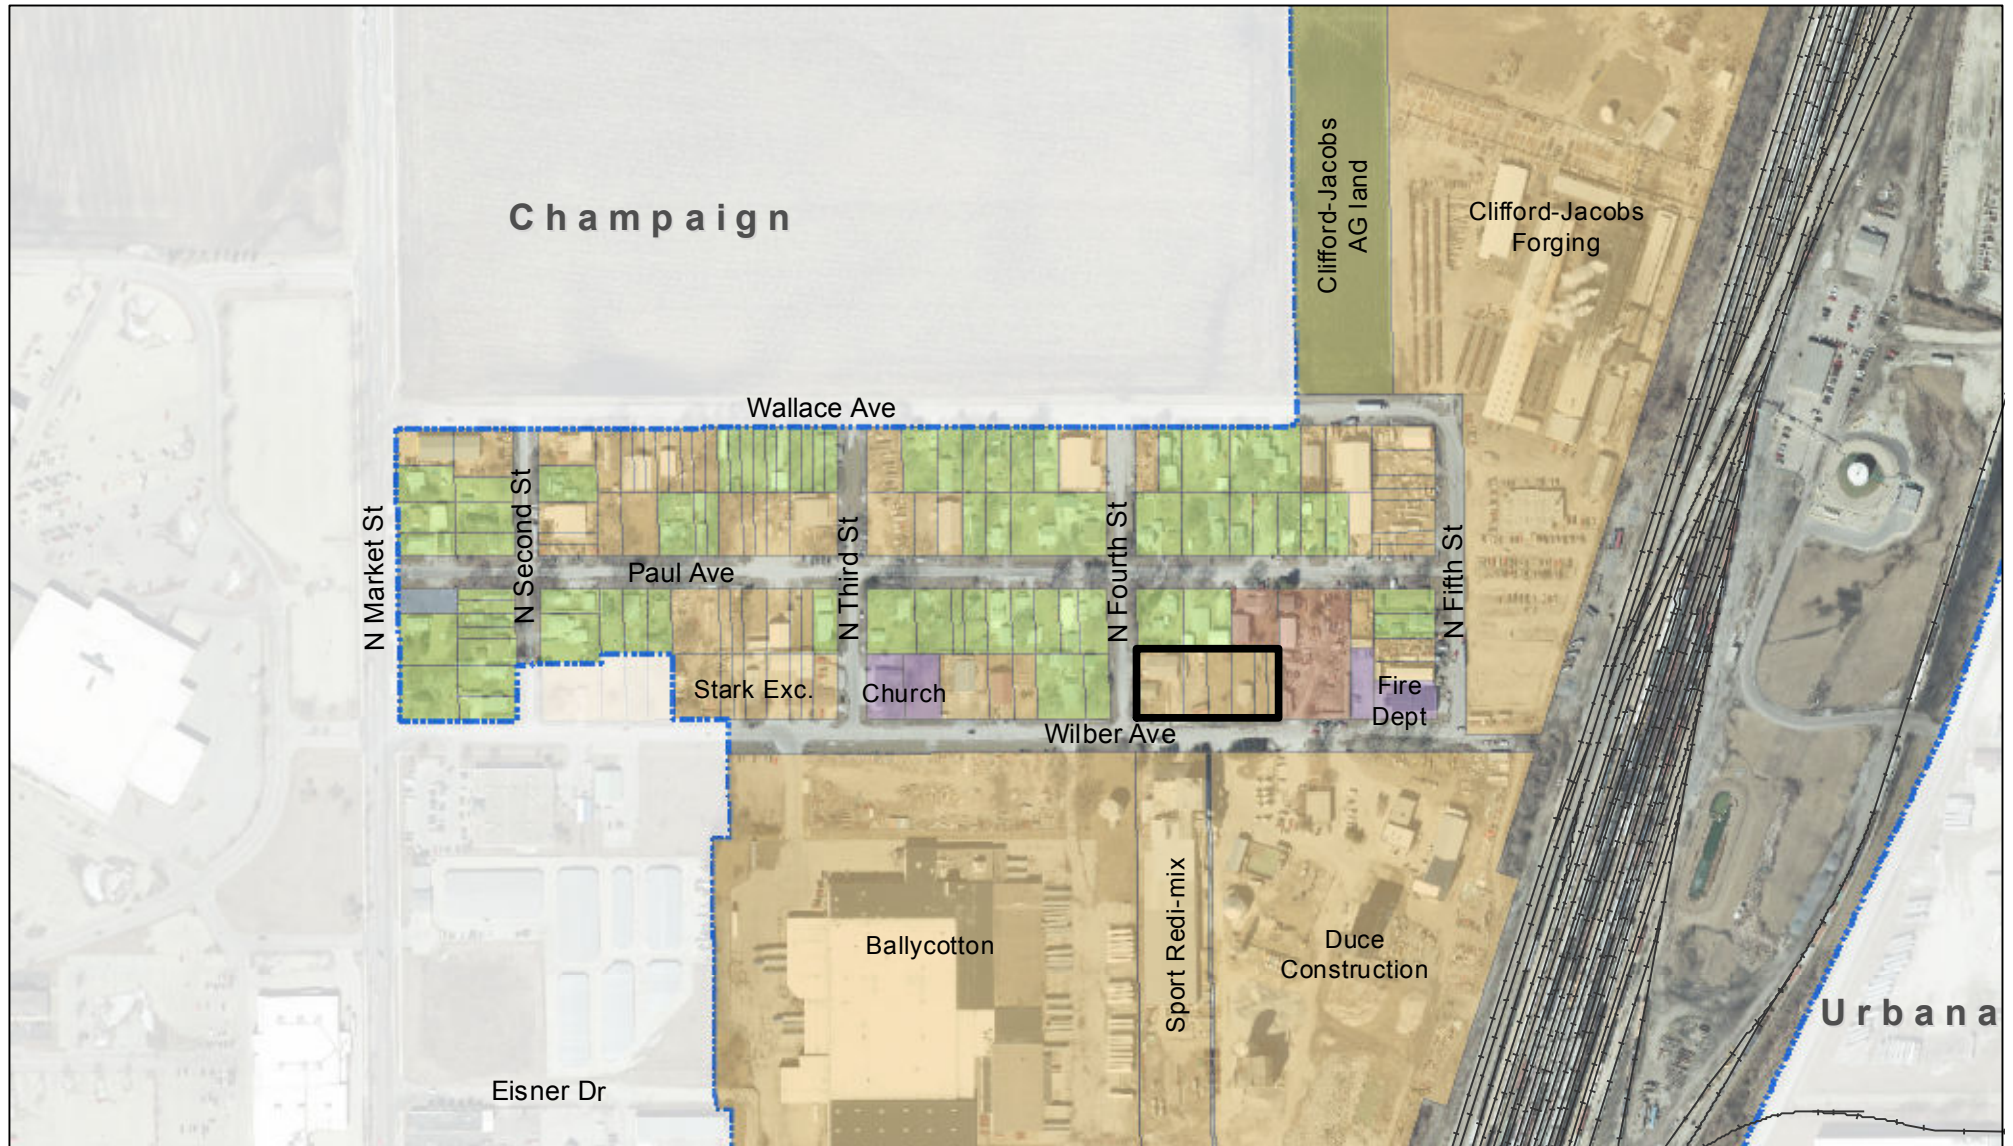 Champaign
Clifford-Jacobs
AG land
Clifford-Jacobs
Forging
Wallace Ave
N Market St
N Second St
N Third St
N Fourth St
N Fifth St
Paul Ave
Stark Exc.
Church
Fire
Dept
Wilber Ave
Ballycotton
Sport Redi-mix
Duce
Construction
Urbana
Eisner Dr